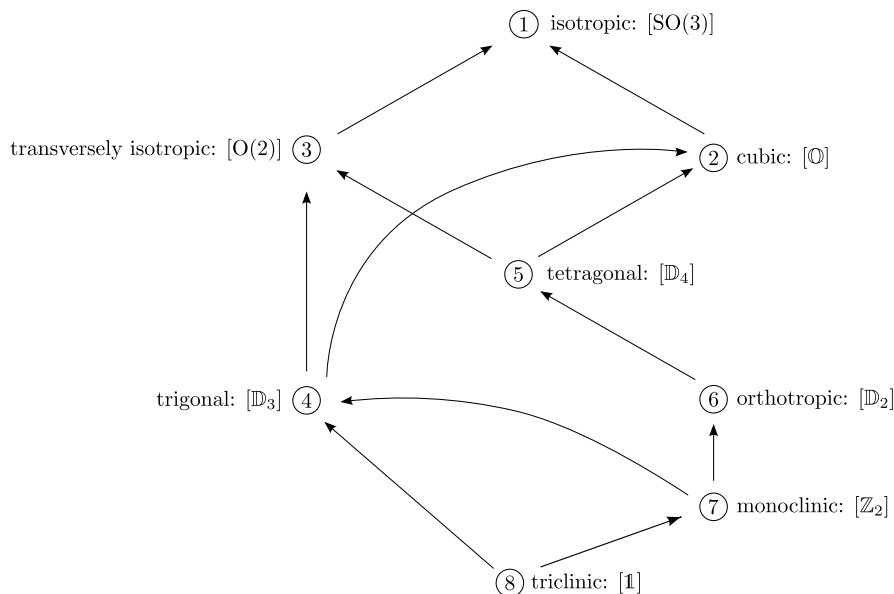 ① isotropic: [SO(3)]
transversely isotropic: [O(2)] ③
② cubic: [𝕆]
⑤ tetragonal: [𝔻₄]
trigonal: [𝔻₃] ④
⑥ orthotropic: [𝔻₂]
⑦ monoclinic: [ℤ₂]
⑧ triclinic: [𝟙]